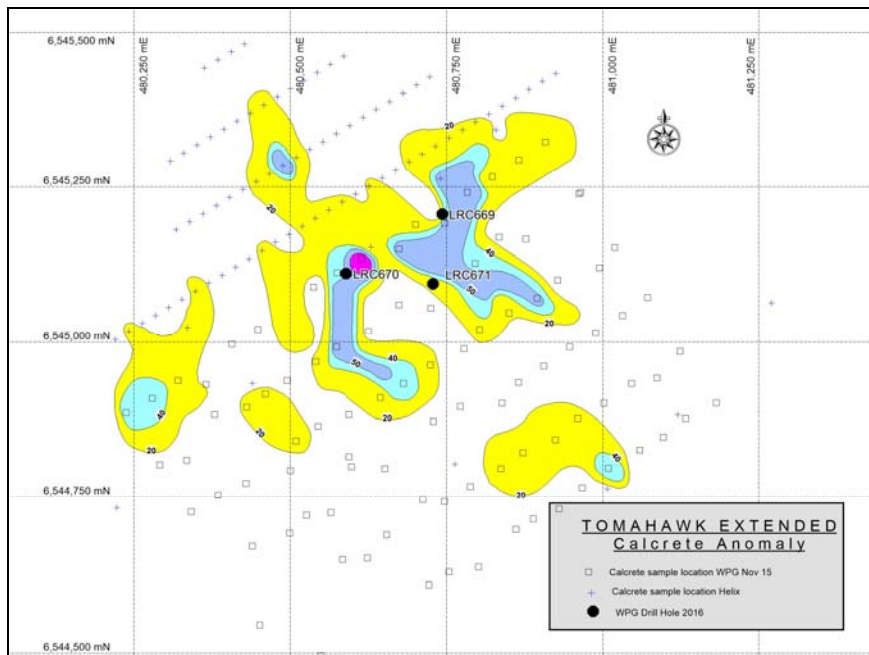 6,545,500 mN
480,250 mE
480,500 mE
480,750 mE
481,000 mE
481,250 mE
20
6,545,250 mN
20
LRC669
40
LRC670
LRC671
50
20
6,545,000 mN
40
50
40
20
20
20
40
6,544,750 mN
20
TOMAHAWK EXTENDED
Calcrete Anomaly
Calcrete sample location WPG Nov 15
Calcrete sample location Helix
WPG Drill Hole 2016
6,544,500 mN